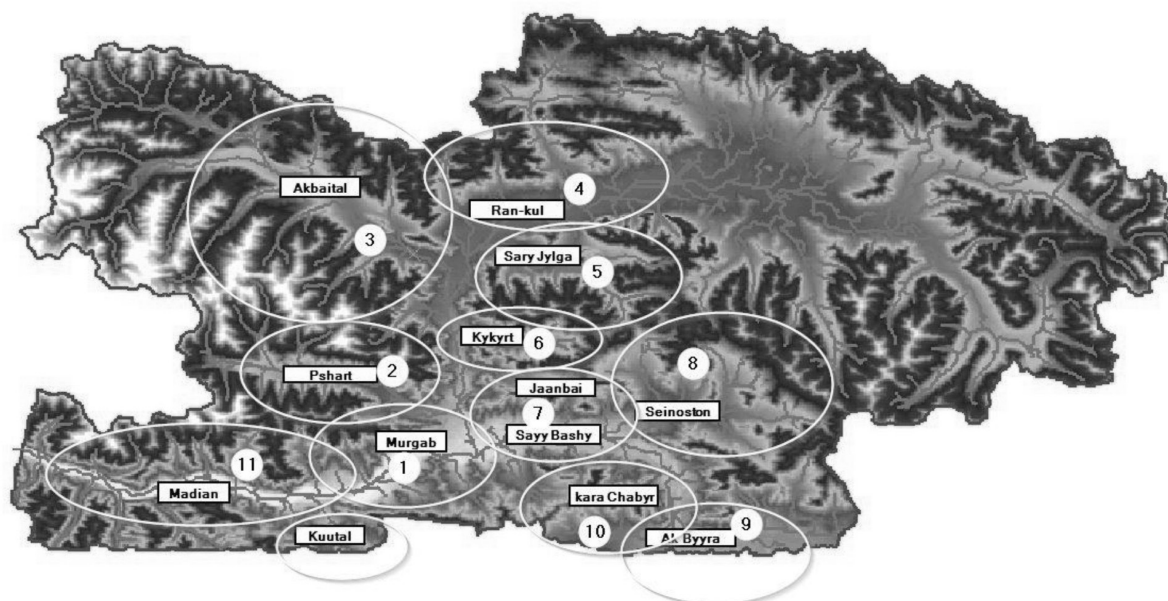 Akbaital
3
4
Ran-kul
Sary Jylga
5
Kykyrt
6
Pshart
2
8
Jaanbai
7
Seinoston
Sayy Bashy
Murgab
1
11
Madian
kara Chabyr
10
9
Ak Byyra
Kuutal